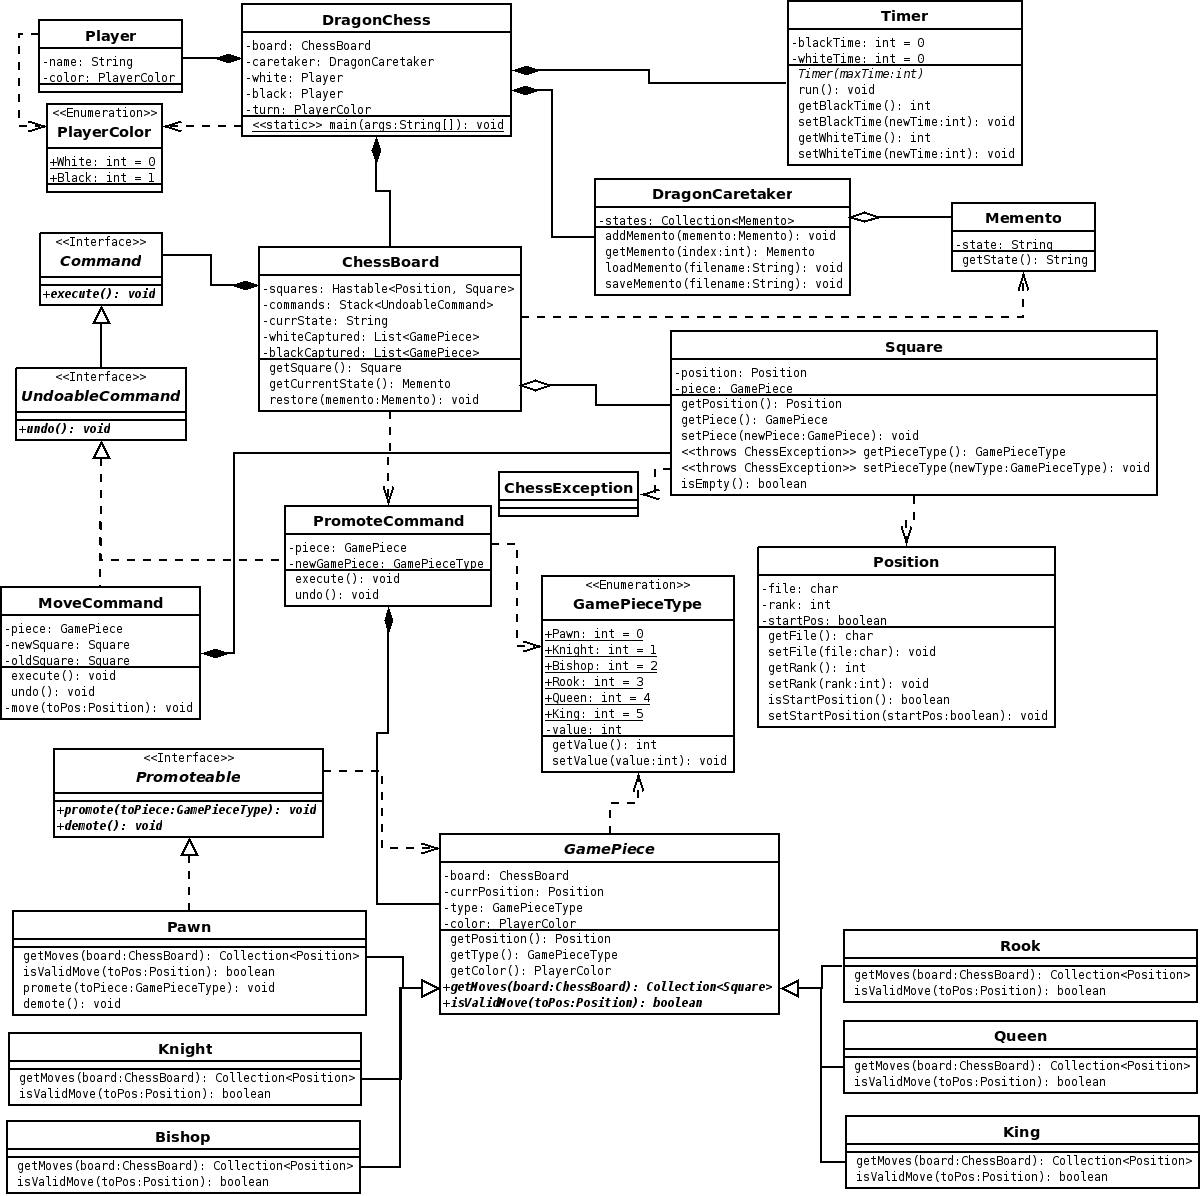 Player
-name: String
-color: PlayerColor
DragonChess
-board: ChessBoard
-caretaker: DragonCaretaker
-white: Player
-black: Player
-turn: PlayerColor
<<static>> main(args:String[]): void
Timer
-blackTime: int = 0
-whiteTime: int = 0
Timer(maxTime:int)
run(): void
getBlackTime(): int
setBlackTime(newTime:int): void
getWhiteTime(): int
setWhiteTime(newTime:int): void
<<Enumeration>>
PlayerColor
+White: int = 0
+Black: int = 1
DragonCaretaker
-states: Collection<Memento>
addMemento(memento:Memento): void
getMemento(index:int): Memento
loadMemento(filename:String): void
saveMemento(filename:String): void
Memento
-state: String
getState(): String
<<Interface>>
Command
+execute(): void
ChessBoard
-squares: Hastable<Position, Square>
-commands: Stack<UndoableCommand>
-currState: String
-whiteCaptured: List<GamePiece>
-blackCaptured: List<GamePiece>
getSquare(): Square
getCurrentState(): Memento
restore(memento:Memento): void
Square
-position: Position
-piece: GamePiece
getPosition(): Position
getPiece(): GamePiece
setPiece(newPiece:GamePiece): void
<<throws ChessException>> getPieceType(): GamePieceType
<<throws ChessException>> setPieceType(newType:GamePieceType): void
isEmpty(): boolean
<<Interface>>
UndoableCommand
+undo(): void
ChessException
PromoteCommand
-piece: GamePiece
-newGamePiece: GamePieceType
execute(): void
undo(): void
Position
-file: char
-rank: int
-startPos: boolean
getFile(): char
setFile(file:char): void
getRank(): int
setRank(rank:int): void
isStartPosition(): boolean
setStartPosition(startPos:boolean): void
<<Enumeration>>
GamePieceType
+Pawn: int = 0
+Knight: int = 1
+Bishop: int = 2
+Rook: int = 3
+Queen: int = 4
+King: int = 5
-value: int
getValue(): int
setValue(value:int): void
MoveCommand
-piece: GamePiece
-newSquare: Square
-oldSquare: Square
execute(): void
undo(): void
-move(toPos:Position): void
<<Interface>>
Promoteable
+promote(toPiece:GamePieceType): void
+demote(): void
GamePiece
-board: ChessBoard
-currPosition: Position
-type: GamePieceType
-color: PlayerColor
getPosition(): Position
getType(): GamePieceType
getColor(): PlayerColor
+getMoves(board:ChessBoard): Collection<Square>
+isValidMove(toPos:Position): boolean
Pawn
getMoves(board:ChessBoard): Collection<Position>
isValidMove(toPos:Position): boolean
promete(toPiece:GamePieceType): void
demote(): void
Rook
getMoves(board:ChessBoard): Collection<Position>
isValidMove(toPos:Position): boolean
Knight
getMoves(board:ChessBoard): Collection<Position>
isValidMove(toPos:Position): boolean
Queen
getMoves(board:ChessBoard): Collection<Position>
isValidMove(toPos:Position): boolean
Bishop
getMoves(board:ChessBoard): Collection<Position>
isValidMove(toPos:Position): boolean
King
getMoves(board:ChessBoard): Collection<Position>
isValidMove(toPos:Position): boolean